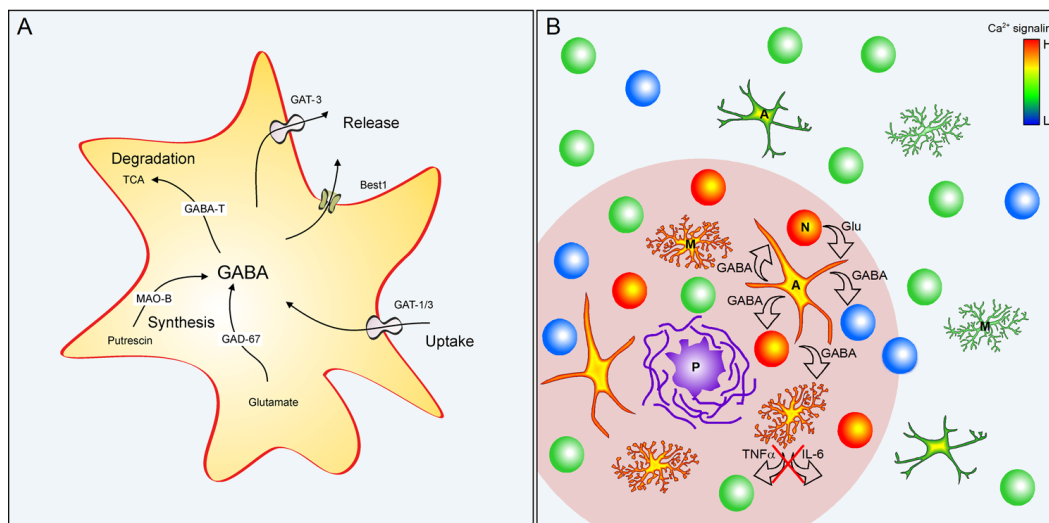 A
GAT-3
Release
Degradation
TCA
Best1
GABA-T
GABA
MAO-B
GAT-1/3
Synthesis
Putrescin
GAD-67
Uptake
Glutamate
B
Ca²⁺ signalin
H
L
A
N
Glu
M
GABA
A
GABA
GABA
M
GABA
P
TNFα
IL-6